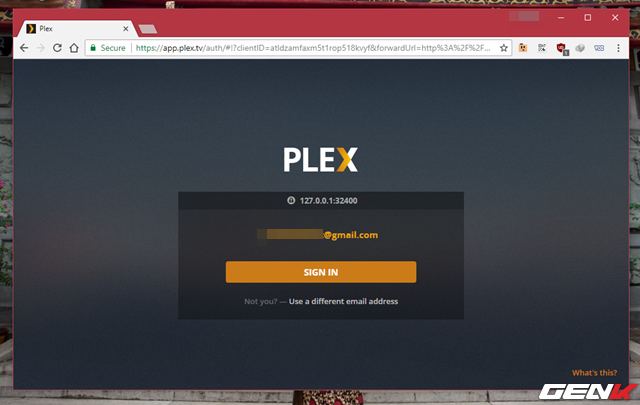 Plex
Secure
https://app.plex.tv/auth/#!?clientID=atldzamfaxm5t1rop518kvyf&forwardUrl=http%3A%2F%2F...
PLEX
127.0.0.1:32400
@gmail.com
SIGN IN
Not you? — Use a different email address
What's this?
GENK